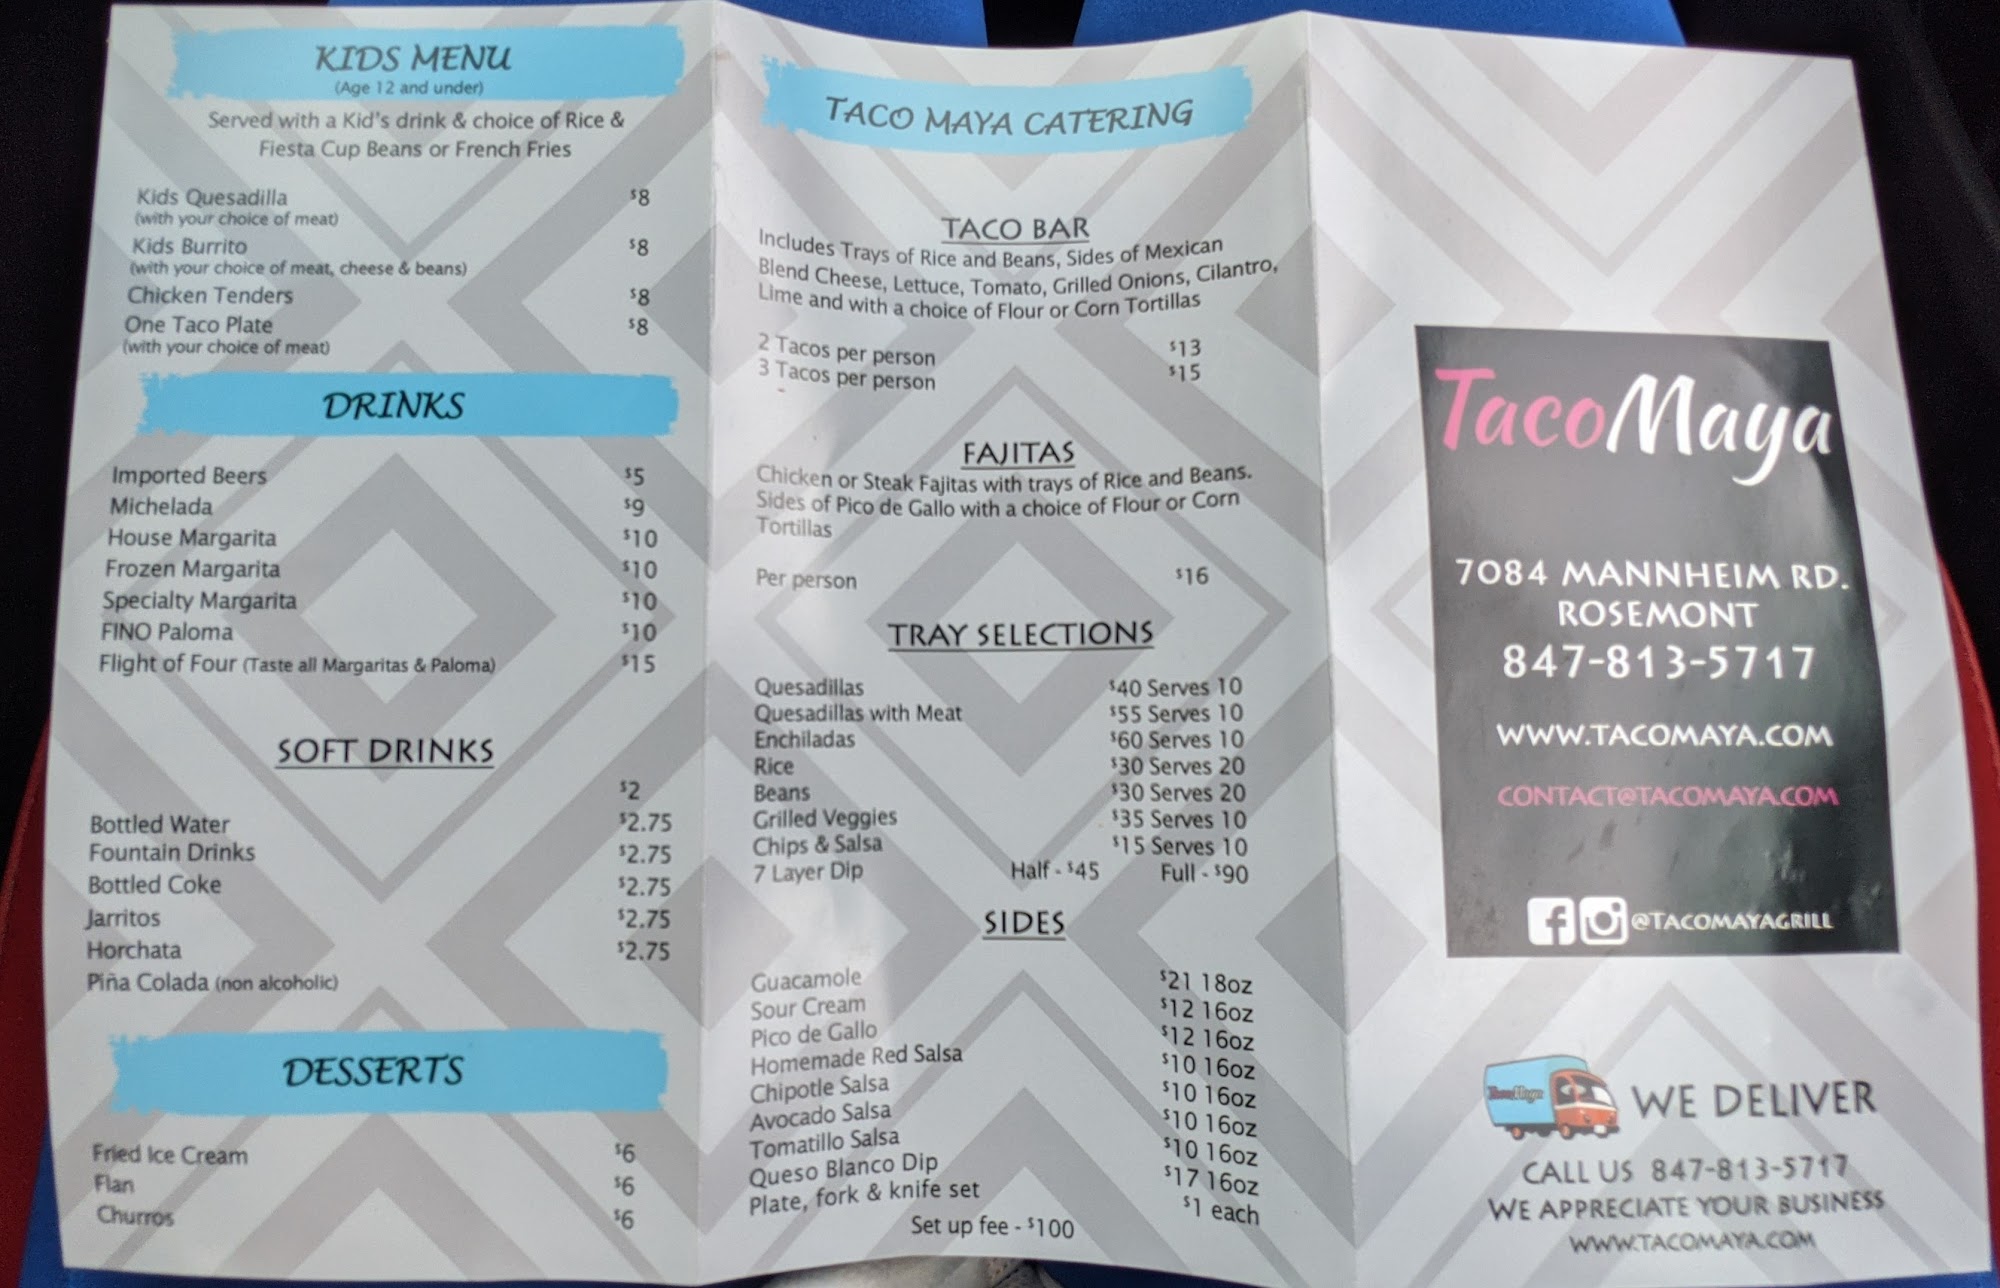 KIDS MENU
(Age 12 and under)
Served with a Kid's drink & choice of Rice &
Fiesta Cup Beans or French Fries
Kids Quesadilla $8
(with your choice of meat)
Kids Burrito $8
(with your choice of meat, cheese & beans)
Chicken Tenders $8
One Taco Plate $8
(with your choice of meat)
DRINKS
Imported Beers $5
Michelada $9
House Margarita $10
Frozen Margarita $10
Specialty Margarita $10
FINO Paloma $10
Flight of Four (Taste all Margaritas & Paloma) $15
SOFT DRINKS
$2
Bottled Water $2.75
Fountain Drinks $2.75
Bottled Coke $2.75
Jarritos $2.75
Horchata $2.75
Piña Colada (non alcoholic)
DESSERTS
Fried Ice Cream $6
Flan $6
Churros $6
TACO MAYA CATERING
TACO BAR
Includes Trays of Rice and Beans, Sides of Mexican
Blend Cheese, Lettuce, Tomato, Grilled Onions, Cilantro,
Lime and with a choice of Flour or Corn Tortillas
2 Tacos per person $13
3 Tacos per person $15
FAJITAS
Chicken or Steak Fajitas with trays of Rice and Beans.
Sides of Pico de Gallo with a choice of Flour or Corn
Tortillas
Per person $16
TRAY SELECTIONS
Quesadillas $40 Serves 10
Quesadillas with Meat $55 Serves 10
Enchiladas $60 Serves 10
Rice $30 Serves 20
Beans $30 Serves 20
Grilled Veggies $35 Serves 10
Chips & Salsa $15 Serves 10
7 Layer Dip Half - $45 Full - $90
SIDES
Guacamole $21 18oz
Sour Cream $12 16oz
Pico de Gallo $12 16oz
Homemade Red Salsa $10 16oz
Chipotle Salsa $10 16oz
Avocado Salsa $10 16oz
Tomatillo Salsa $10 16oz
Queso Blanco Dip $17 16oz
Plate, fork & knife set $1 each
Set up fee - $100
TacoMaya
7084 MANNHEIM RD.
ROSEMONT
847-813-5717
WWW.TACOMAYA.COM
CONTACT@TACOMAYA.COM
@TACOMAYAGRILL
TacoMaya
WE DELIVER
CALL US 847-813-5717
WE APPRECIATE YOUR BUSINESS
WWW.TACOMAYA.COM